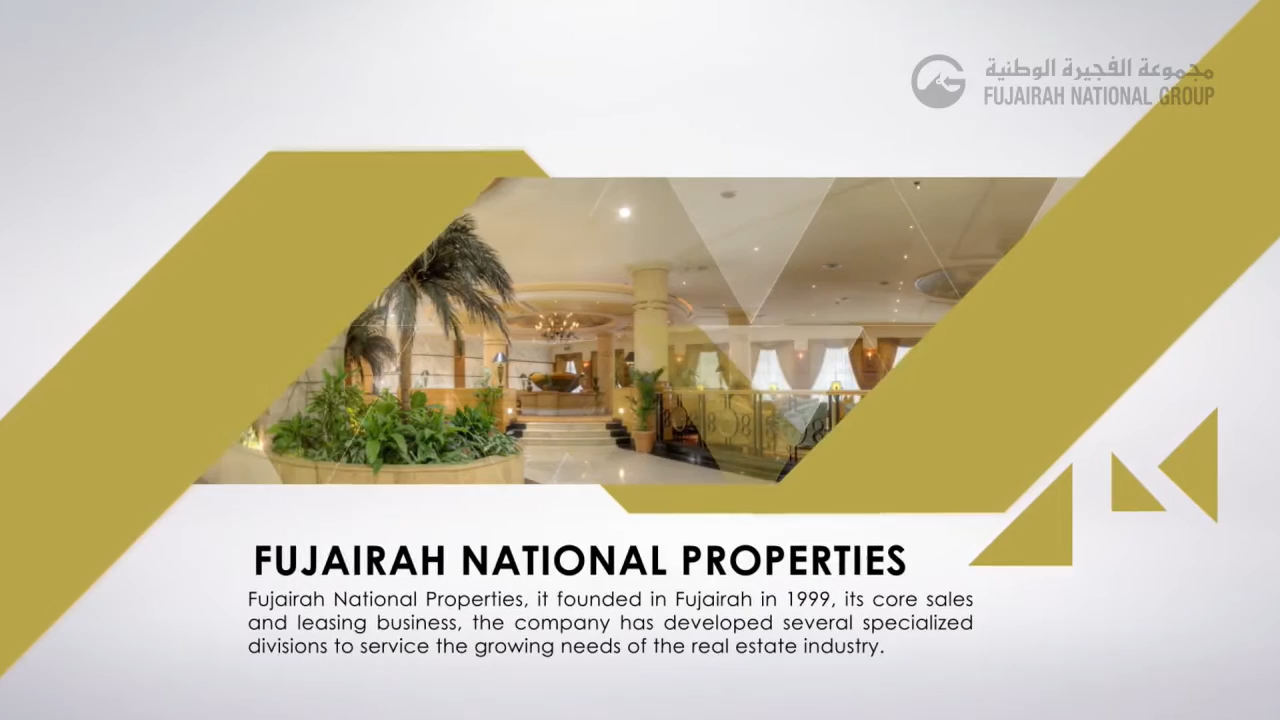 مجموعة الفجيرة الوطنية
FUJAIRAH NATIONAL GROUP
FUJAIRAH NATIONAL PROPERTIES
Fujairah National Properties, it founded in Fujairah in 1999, its core sales
and leasing business, the company has developed several specialized
divisions to service the growing needs of the real estate industry.